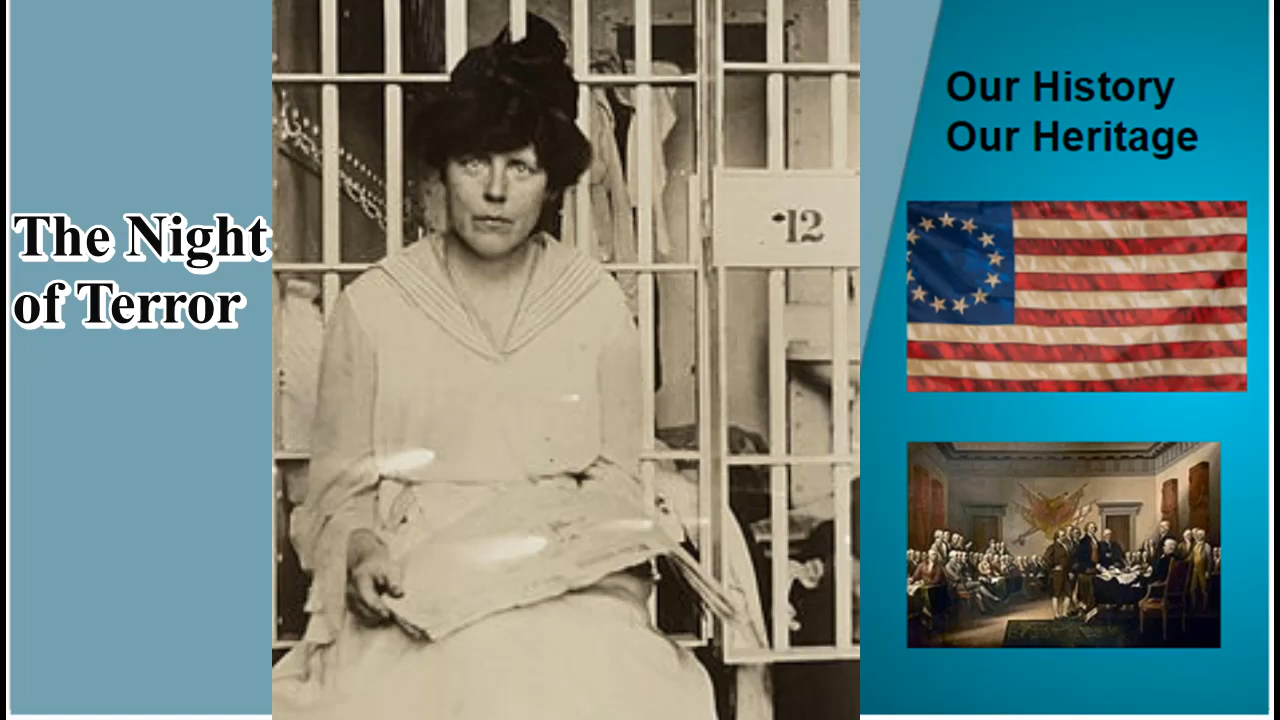 The Night
of Terror
12
Our History
Our Heritage